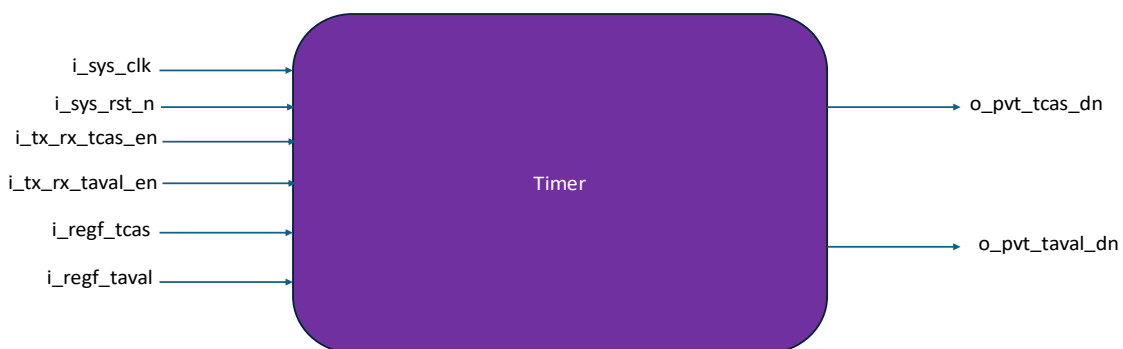 i_sys_clk
i_sys_rst_n
i_tx_rx_tcas_en
i_tx_rx_taval_en
i_regf_tcas
i_regf_taval
Timer
o_pvt_tcas_dn
o_pvt_taval_dn